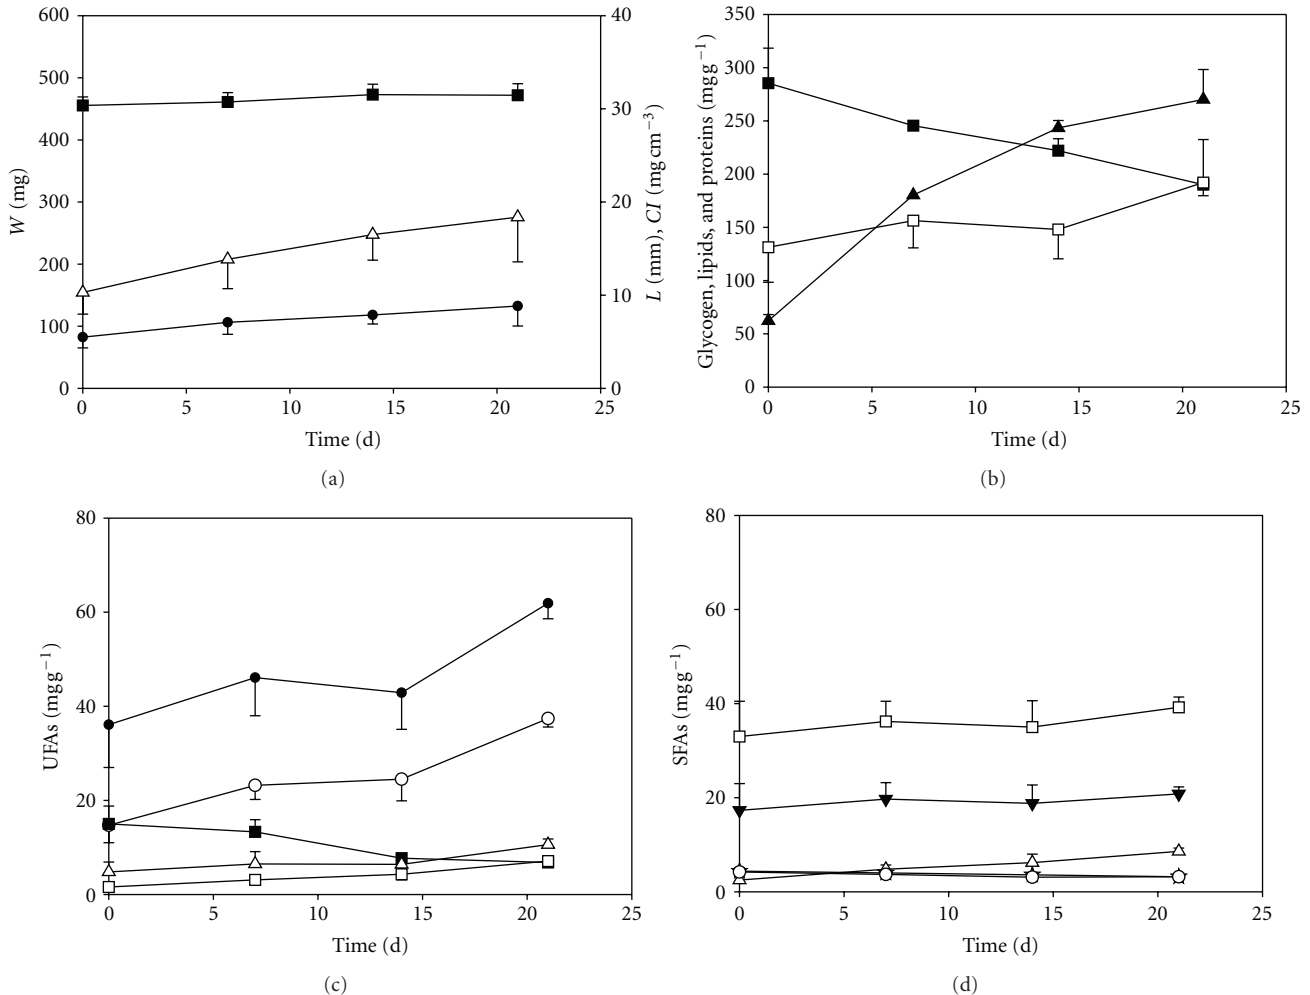 600
500
400
300
200
100
0
W (mg)
40
30
20
10
0
L (mm), CI (mg cm−3)
0 5 10 15 20 25
Time (d)
(a)
350
300
250
200
150
100
50
0
Glycogen, lipids, and proteins (mg g−1)
0 5 10 15 20 25
Time (d)
(b)
80
60
40
20
0
UFAs (mg g−1)
0 5 10 15 20 25
Time (d)
(c)
80
60
40
20
0
SFAs (mg g−1)
0 5 10 15 20 25
Time (d)
(d)